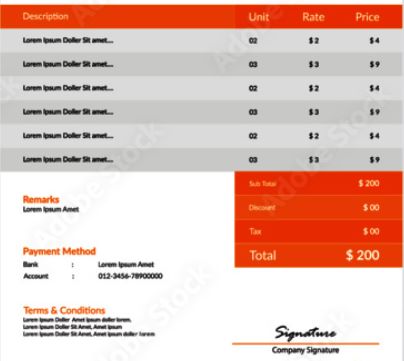 Description Unit Rate Price
Lorem Ipsum Doller Sit amet.... 02 $ 2 $ 4
Lorem Ipsum Doller Sit amet.... 03 $ 3 $ 9
Lorem Ipsum Doller Sit amet.... 02 $ 2 $ 4
Lorem Ipsum Doller Sit amet.... 03 $ 3 $ 9
Lorem Ipsum Doller Sit amet.... 02 $ 2 $ 4
Lorem Ipsum Doller Sit amet.... 03 $ 3 $ 9
Sub Total $ 200
Remarks
Lorem Ipsum Amet
Discount $ 00
Tax $ 00
Payment Method
Total $ 200
Bank : Lorem Ipsum Amet
Account : 012-3456-78900000
Terms & Conditions
Lorem Ipsum Doller Amet ipsum doller lorem.
Lorem Ipsum Doller Sit Amet, Amet ipsum
Lorem Ipsum Doller Sit Amet, Amet ipsum doller lorem
Signature
Company Signature
Adobe Stock